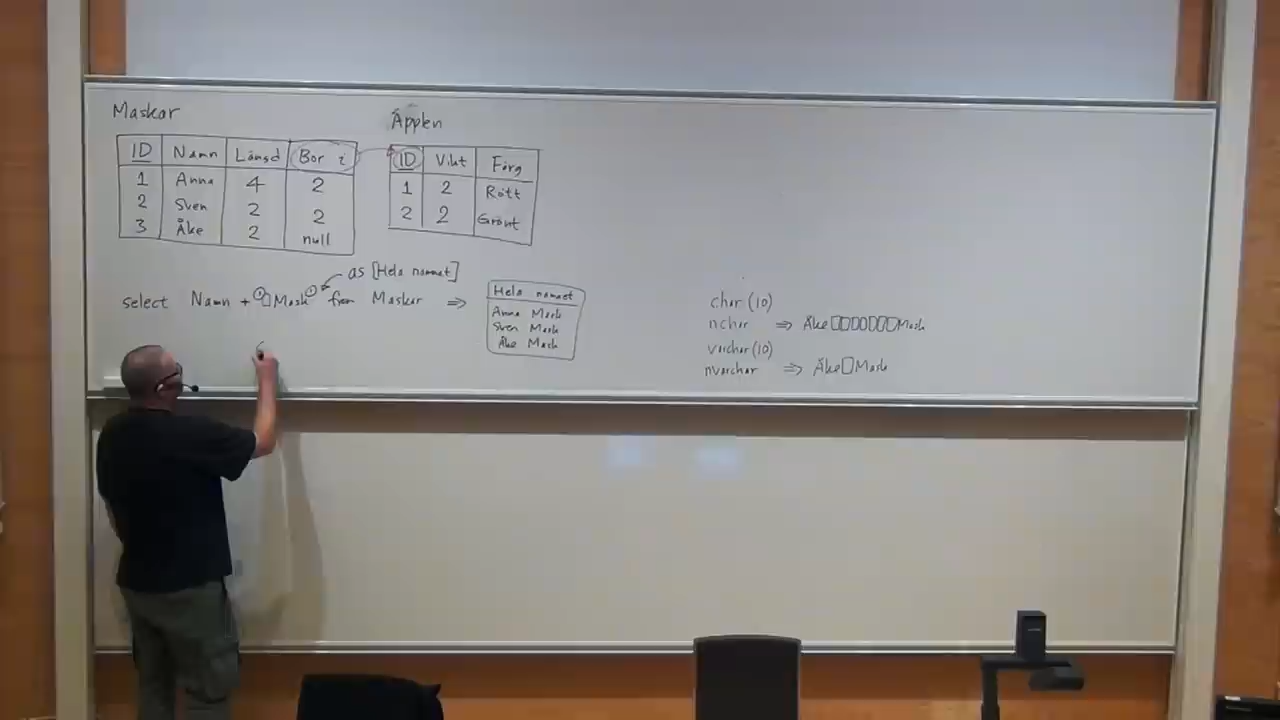 Maskar
ID Namn Längd Bor i
1 Anna 4 2
2 Sven 2 2
3 Åke 2 null
Äpplen
ID Vikt Färg
1 2 Rött
2 2 Grönt
as [Hela namnet]
select Namn + '□Mask' from Maskar ⇒
Hela namnet
Anna Mask
Sven Mask
Åke Mask
char (10)
nchar ⇒ Åke□□□□□□□Mask
varchar (10)
nvarchar ⇒ Åke□Mask